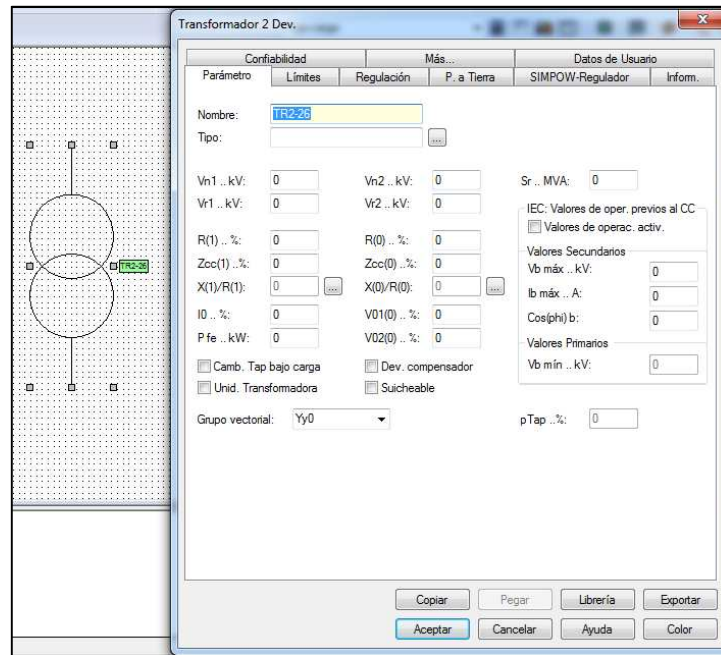 Transformador 2 Dev.
Confiabilidad Más... Datos de Usuario
Parámetro Límites Regulación P. a Tierra SIMPOW-Regulador Inform.
Nombre: TR2-26
Tipo: ...
Vn1 .. kV: 0 Vn2 .. kV: 0 Sr .. MVA: 0
Vr1 .. kV: 0 Vr2 .. kV: 0
IEC: Valores de oper. previos al CC
Valores de operac. activ.
R(1) .. %: 0 R(0) .. %: 0
Valores Secundarios
Zcc(1) ..%: 0 Zcc(0) ..%: 0
Vb máx .. kV: 0
X(1)/R(1): 0 ... X(0)/R(0): 0 ...
Ib máx .. A: 0
I0 .. %: 0 V01(0) .. %: 0
Cos(phi) b: 0
P fe .. kW: 0 V02(0) .. %: 0
Valores Primarios
Camb. Tap bajo carga Dev. compensador
Vb mín .. kV: 0
Unid. Transformadora Suicheable
Grupo vectorial: Yy0 pTap ..%: 0
Copiar Pegar Librería Exportar
Aceptar Cancelar Ayuda Color
TR2-26